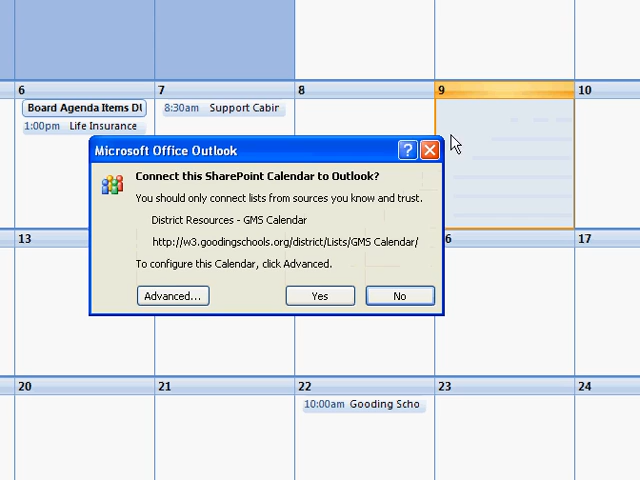 6 7 8 9 10
Board Agenda Items DU 8:30am Support Cabin
1:00pm Life Insurance
Microsoft Office Outlook
Connect this SharePoint Calendar to Outlook?
You should only connect lists from sources you know and trust.
District Resources - GMS Calendar
http://w3.goodingschools.org/district/Lists/GMS Calendar/
To configure this Calendar, click Advanced.
Advanced... Yes No
13 6 17
20 21 22 23 24
10:00am Gooding Scho